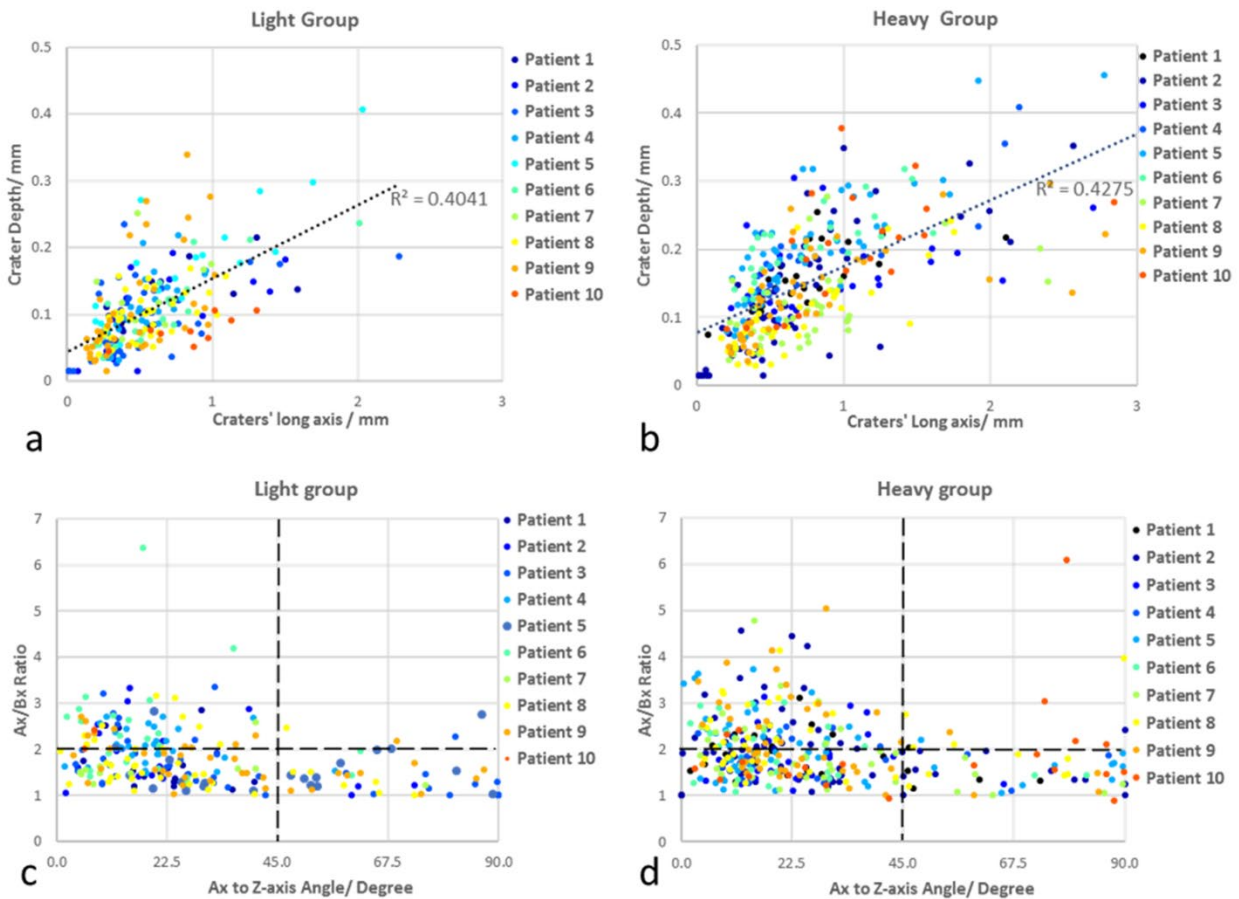 Light Group
0.5
0.4
0.3
0.2
0.1
0
Crater Depth/ mm
R² = 0.4041
0
1
2
3
Craters' long axis / mm
Patient 1
Patient 2
Patient 3
Patient 4
Patient 5
Patient 6
Patient 7
Patient 8
Patient 9
Patient 10
a
Heavy Group
0.5
0.4
0.3
0.2
0.1
0
Crater Depth/ mm
R² = 0.4275
0
1
2
3
Craters' Long axis/ mm
Patient 1
Patient 2
Patient 3
Patient 4
Patient 5
Patient 6
Patient 7
Patient 8
Patient 9
Patient 10
b
Light group
7
6
5
4
3
2
1
0
Ax/Bx Ratio
0.0
22.5
45.0
67.5
90.0
Ax to Z-axis Angle/ Degree
Patient 1
Patient 2
Patient 3
Patient 4
Patient 5
Patient 6
Patient 7
Patient 8
Patient 9
Patient 10
c
Heavy group
7
6
5
4
3
2
1
0
Ax/Bx Ratio
0.0
22.5
45.0
67.5
90.0
Ax to Z-axis Angle/ Degree
Patient 1
Patient 2
Patient 3
Patient 4
Patient 5
Patient 6
Patient 7
Patient 8
Patient 9
Patient 10
d